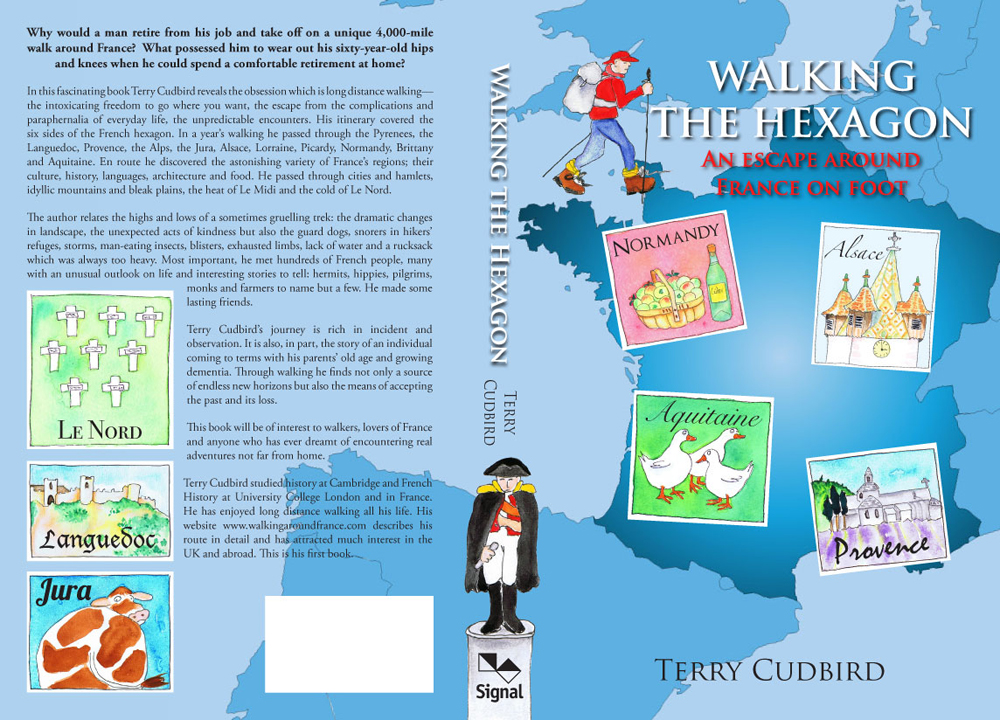 Why would a man retire from his job and take off on a unique 4,000-mile
walk around France? What possessed him to wear out his sixty-year-old hips
and knees when he could spend a comfortable retirement at home?
In this fascinating book Terry Cudbird reveals the obsession which is long distance walking—
the intoxicating freedom to go where you want, the escape from the complications and
paraphernalia of everyday life, the unpredictable encounters. His itinerary covered the
six sides of the French hexagon. In a year's walking he passed through the Pyrenees, the
Languedoc, Provence, the Alps, the Jura, Alsace, Lorraine, Picardy, Normandy, Brittany
and Aquitaine. En route he discovered the astonishing variety of France's regions; their
culture, history, languages, architecture and food. He passed through cities and hamlets,
idyllic mountains and bleak plains, the heat of Le Midi and the cold of Le Nord.
The author relates the highs and lows of a sometimes gruelling trek: the dramatic changes
in landscape, the unexpected acts of kindness but also the guard dogs, snorers in hikers'
refuges, storms, man-eating insects, blisters, exhausted limbs, lack of water and a rucksack
which was always too heavy. Most important, he met hundreds of French people, many
with an unusual outlook on life and interesting stories to tell: hermits, hippies, pilgrims,
monks and farmers to name but a few. He made some
lasting friends.
Terry Cudbird's journey is rich in incident and
observation. It is also, in part, the story of an individual
coming to terms with his parents' old age and growing
dementia. Through walking he finds not only a source
of endless new horizons but also the means of accepting
the past and its loss.
This book will be of interest to walkers, lovers of France
and anyone who has ever dreamt of encountering real
adventures not far from home.
Terry Cudbird studied history at Cambridge and French
History at University College London and in France.
He has enjoyed long distance walking all his life. His
website www.walkingaroundfrance.com describes his
route in detail and has attracted much interest in the
UK and abroad. This is his first book.
Le Nord
Languedoc
Jura
WALKING THE HEXAGON
TERRY
CUDBIRD
Signal
WALKING
THE HEXAGON
AN ESCAPE AROUND
FRANCE ON FOOT
NORMANDY
Alsace
Aquitaine
Provence
TERRY CUDBIRD